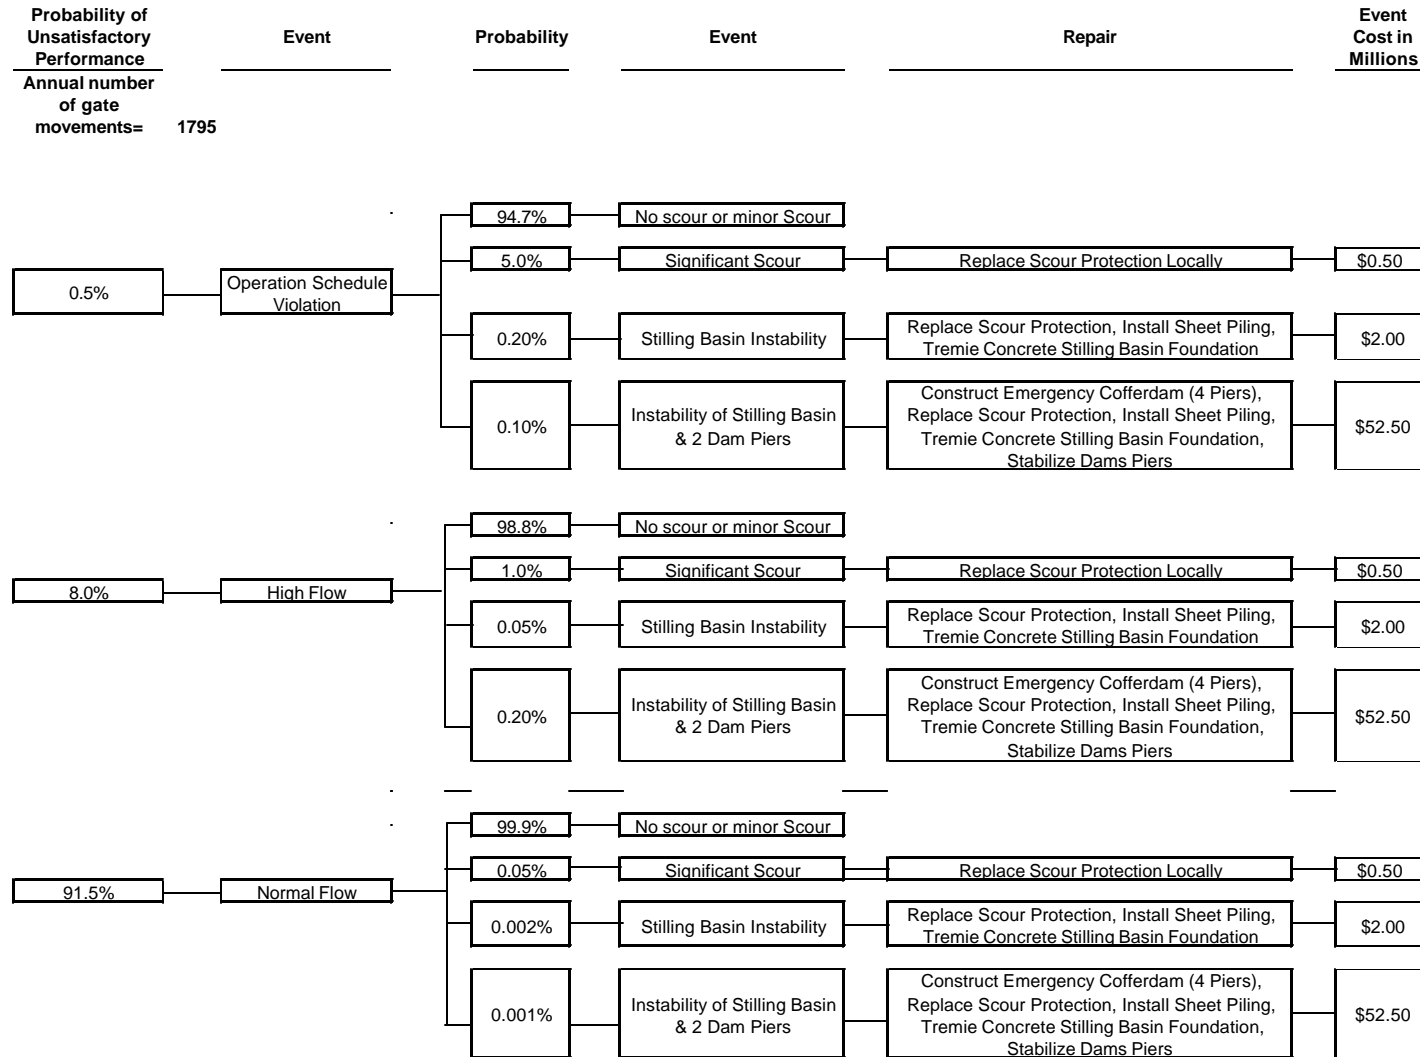 Probability of
Unsatisfactory
Performance
Event
Probability
Event
Repair
Event
Cost in
Millions
Annual number
of gate
movements= 1795
94.7%
No scour or minor Scour
5.0%
Significant Scour
Replace Scour Protection Locally
$0.50
0.5%
Operation Schedule
Violation
0.20%
Stilling Basin Instability
Replace Scour Protection, Install Sheet Piling,
Tremie Concrete Stilling Basin Foundation
$2.00
0.10%
Instability of Stilling Basin
& 2 Dam Piers
Construct Emergency Cofferdam (4 Piers),
Replace Scour Protection, Install Sheet Piling,
Tremie Concrete Stilling Basin Foundation,
Stabilize Dams Piers
$52.50
98.8%
No scour or minor Scour
1.0%
Significant Scour
Replace Scour Protection Locally
$0.50
8.0%
High Flow
0.05%
Stilling Basin Instability
Replace Scour Protection, Install Sheet Piling,
Tremie Concrete Stilling Basin Foundation
$2.00
0.20%
Instability of Stilling Basin
& 2 Dam Piers
Construct Emergency Cofferdam (4 Piers),
Replace Scour Protection, Install Sheet Piling,
Tremie Concrete Stilling Basin Foundation,
Stabilize Dams Piers
$52.50
99.9%
No scour or minor Scour
0.05%
Significant Scour
Replace Scour Protection Locally
$0.50
91.5%
Normal Flow
0.002%
Stilling Basin Instability
Replace Scour Protection, Install Sheet Piling,
Tremie Concrete Stilling Basin Foundation
$2.00
0.001%
Instability of Stilling Basin
& 2 Dam Piers
Construct Emergency Cofferdam (4 Piers),
Replace Scour Protection, Install Sheet Piling,
Tremie Concrete Stilling Basin Foundation,
Stabilize Dams Piers
$52.50